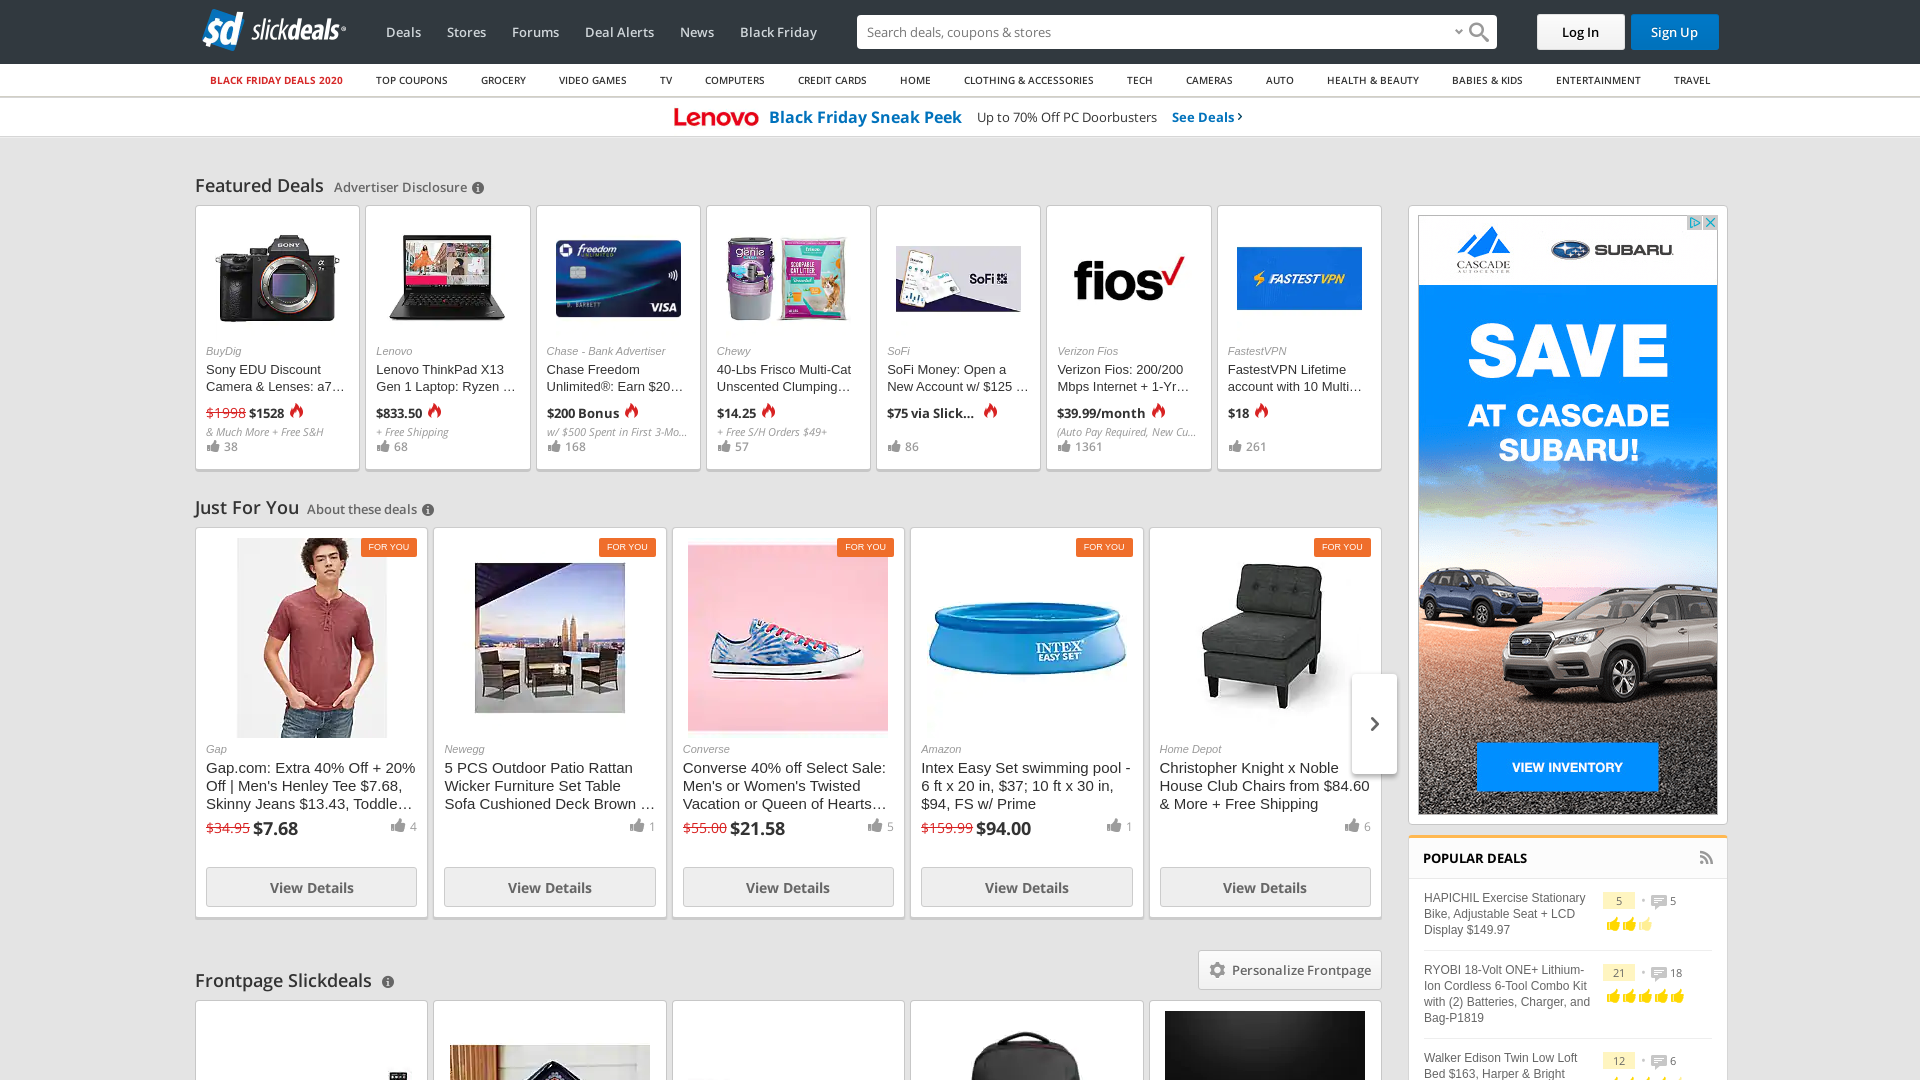 sd slickdeals
Deals
Stores
Forums
Deal Alerts
News
Black Friday
Search deals, coupons & stores
Log In
Sign Up
BLACK FRIDAY DEALS 2020
TOP COUPONS
GROCERY
VIDEO GAMES
TV
COMPUTERS
CREDIT CARDS
HOME
CLOTHING & ACCESSORIES
TECH
CAMERAS
AUTO
HEALTH & BEAUTY
BABIES & KIDS
ENTERTAINMENT
TRAVEL
Lenovo Black Friday Sneak Peek Up to 70% Off PC Doorbusters See Deals
Featured Deals Advertiser Disclosure
SONY
BuyDig
Sony EDU Discount
Camera & Lenses: a7…
$1998 $1528
& Much More + Free S&H
38
Lenovo
Lenovo ThinkPad X13
Gen 1 Laptop: Ryzen …
$833.50
+ Free Shipping
68
freedom
UNLIMITED
VISA
Chase - Bank Advertiser
Chase Freedom
Unlimited®: Earn $20…
$200 Bonus
w/ $500 Spent in First 3-Mo...
168
genie
SCOOPABLE
CAT LITTER
Chewy
40-Lbs Frisco Multi-Cat
Unscented Clumping…
$14.25
+ Free S/H Orders $49+
57
SoFi
SoFi
SoFi Money: Open a
New Account w/ $125 …
$75 via Slick...
86
fios
Verizon Fios
Verizon Fios: 200/200
Mbps Internet + 1-Yr…
$39.99/month
(Auto Pay Required, New Cu...
1361
FASTESTVPN
FastestVPN
FastestVPN Lifetime
account with 10 Multi…
$18
261
Just For You About these deals
FOR YOU
Gap
Gap.com: Extra 40% Off + 20%
Off | Men's Henley Tee $7.68,
Skinny Jeans $13.43, Toddle…
$34.95 $7.68
4
View Details
FOR YOU
Newegg
5 PCS Outdoor Patio Rattan
Wicker Furniture Set Table
Sofa Cushioned Deck Brown …
1
View Details
FOR YOU
Converse
Converse 40% off Select Sale:
Men's or Women's Twisted
Vacation or Queen of Hearts…
$55.00 $21.58
5
View Details
FOR YOU
INTEX
EASY SET
Amazon
Intex Easy Set swimming pool -
6 ft x 20 in, $37; 10 ft x 30 in,
$94, FS w/ Prime
$159.99 $94.00
1
View Details
FOR YOU
Home Depot
Christopher Knight x Noble
House Club Chairs from $84.60
& More + Free Shipping
6
View Details
CASCADE
AUTOCENTER
SUBARU
SAVE
AT CASCADE
SUBARU!
VIEW INVENTORY
POPULAR DEALS
HAPICHIL Exercise Stationary
Bike, Adjustable Seat + LCD
Display $149.97
5 • 5
RYOBI 18-Volt ONE+ Lithium-
Ion Cordless 6-Tool Combo Kit
with (2) Batteries, Charger, and
Bag-P1819
21 • 18
Walker Edison Twin Low Loft
Bed $163, Harper & Bright
12 • 6
Frontpage Slickdeals
Personalize Frontpage